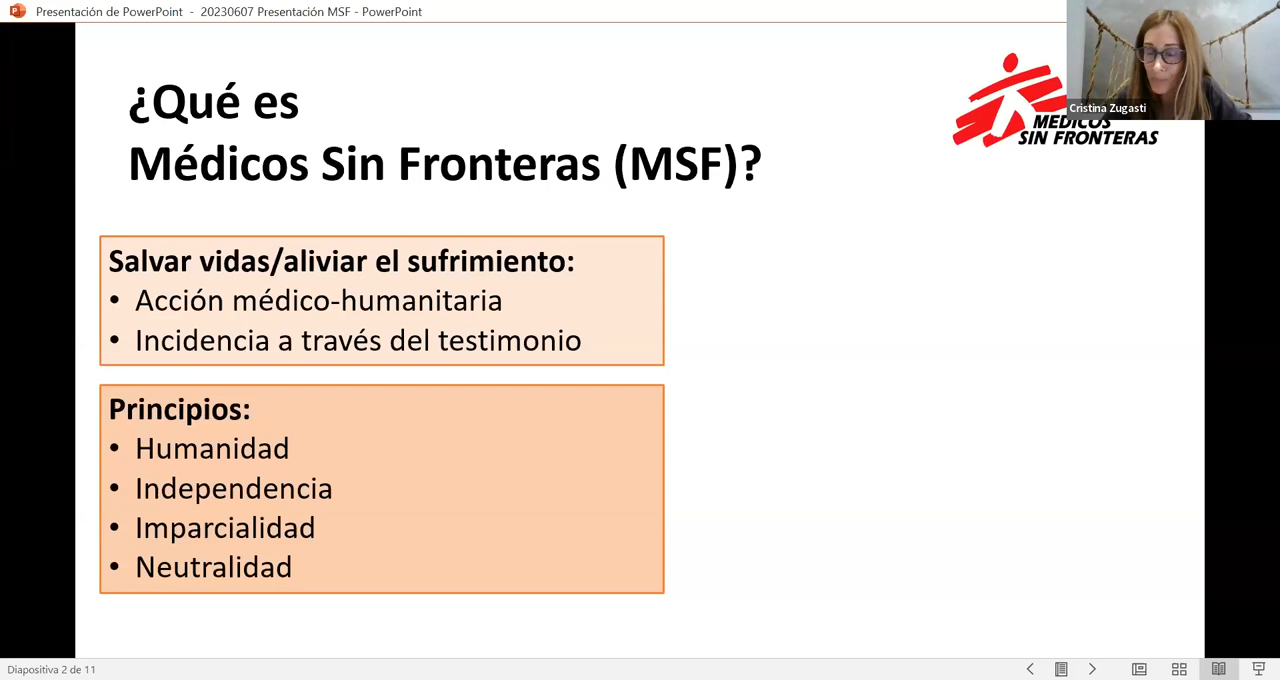 Presentación de PowerPoint - 20230607 Presentación MSF - PowerPoint
Cristina Zugasti
¿Qué es
Médicos Sin Fronteras (MSF)?
MEDICOS
SIN FRONTERAS
Salvar vidas/aliviar el sufrimiento:
• Acción médico-humanitaria
• Incidencia a través del testimonio
Principios:
• Humanidad
• Independencia
• Imparcialidad
• Neutralidad
Diapositiva 2 de 11